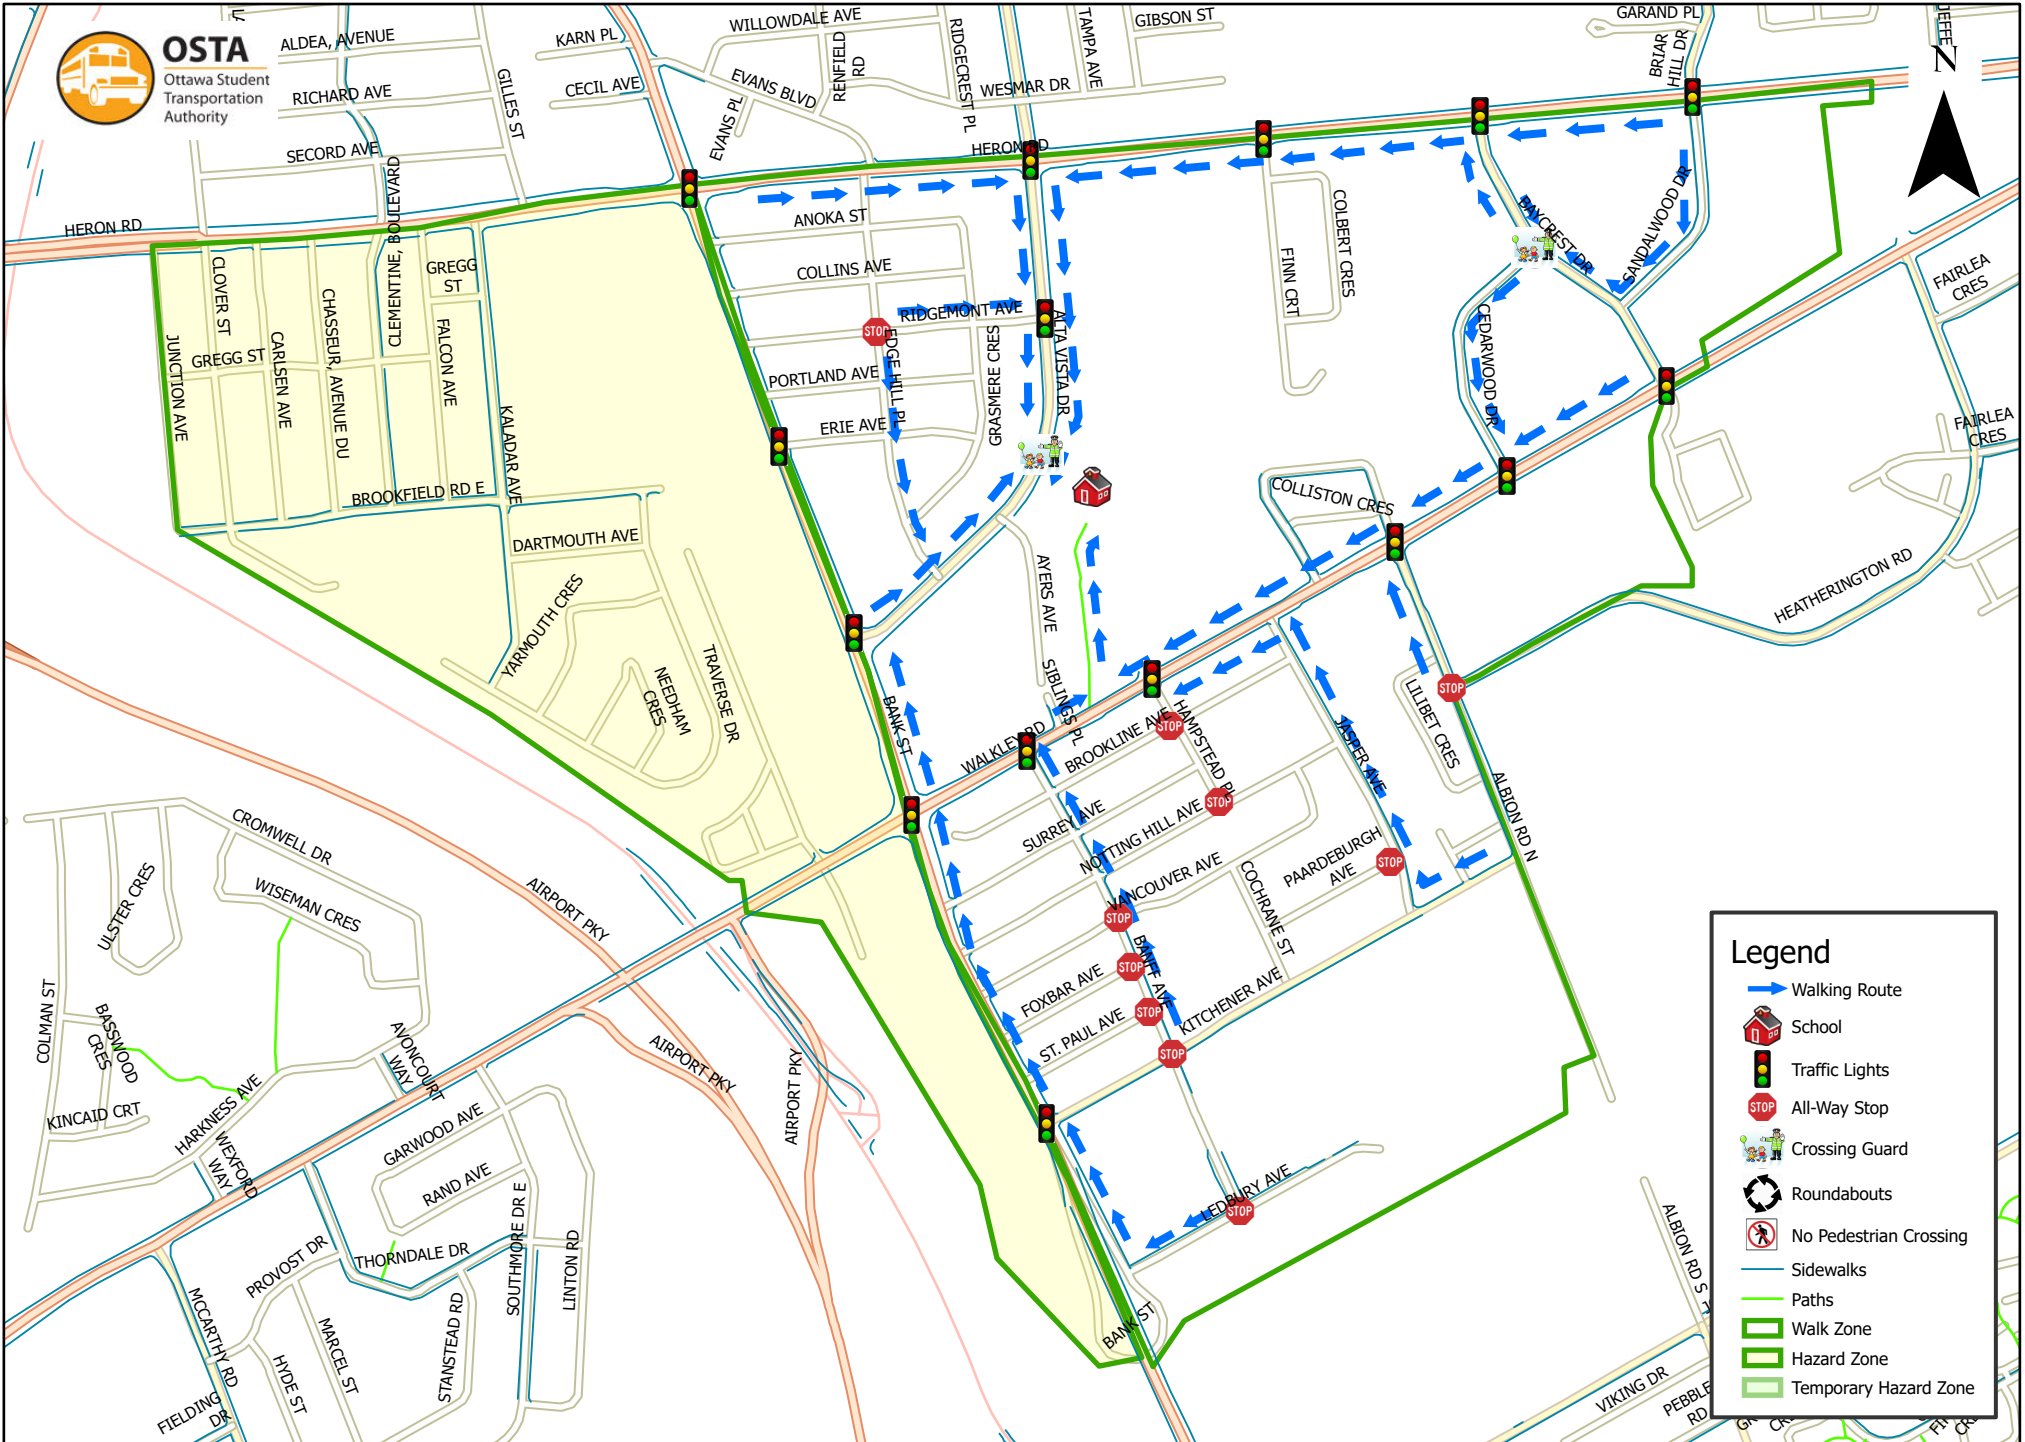 OSTA
Ottawa Student
Transportation
Authority
ALDEA, AVENUE
RICHARD AVE
SECORD AVE
GILLES ST
KARN PL
CECIL AVE
WILLOWDALE AVE
EVANS BLVD
EVANS PL
RENFIELD
RD
RIDGECREST PL
WESMAR DR
TAMPA AVE
GIBSON ST
GARAND PL
BRIAR
HILL DR
JEFFE
N
HERON RD
HERON RD
CLEMENTINE, BOULEVARD
JUNCTION AVE
CLOVER ST
CARLSEN AVE
CHASSEUR, AVENUE DU
GREGG
ST
GREGG ST
FALCON AVE
KALADAR AVE
BROOKFIELD RD E
DARTMOUTH AVE
YARMOUTH CRES
NEEDHAM
CRES
TRAVERSE DR
ANOKA ST
COLLINS AVE
RIDGEMONT AVE
PORTLAND AVE
ERIE AVE
EDGE HILL PL
GRASMERE CRES
ALTA VISTA DR
COLBERT CRES
FINN CRT
BAYCREST DR
SANDALWOOD DR
CEDARWOOD DR
FAIRLEA
CRES
FAIRLEA
CRES
HEATHERINGTON RD
COLLISTON CRES
AYERS AVE
SIBLINGS PL
BANK ST
WALKLEY RD
BROOKLINE AVE
HAMPSTEAD PL
SURREY AVE
NOTTING HILL AVE
VANCOUVER AVE
JASPER AVE
LILIBET CRES
ALBION RD N
PAARDEBURGH
AVE
COCHRANE ST
BANFF AVE
FOXBAR AVE
ST. PAUL AVE
KITCHENER AVE
LEDBURY AVE
BANK ST
STOP
STOP
STOP
STOP
STOP
STOP
STOP
STOP
STOP
STOP
CROMWELL DR
WISEMAN CRES
ULSTER CRES
COLMAN ST
BASSWOOD
CRES
KINCAID CRT
HARKNESS AVE
AVONCOURT
WAY
WEXFORD
WAY
AIRPORT PKY
AIRPORT PKY
AIRPORT PKY
GARWOOD AVE
RAND AVE
PROVOST DR
THORNDALE DR
SOUTHMORE DR E
LINTON RD
STANSTEAD RD
MCCARTHY RD
MARCEL ST
HYDE ST
FIELDING
DR
ALBION RD S
VIKING DR
PEBBLE
RD
Legend
Walking Route
School
Traffic Lights
STOP
All-Way Stop
Crossing Guard
Roundabouts
No Pedestrian Crossing
Sidewalks
Paths
Walk Zone
Hazard Zone
Temporary Hazard Zone